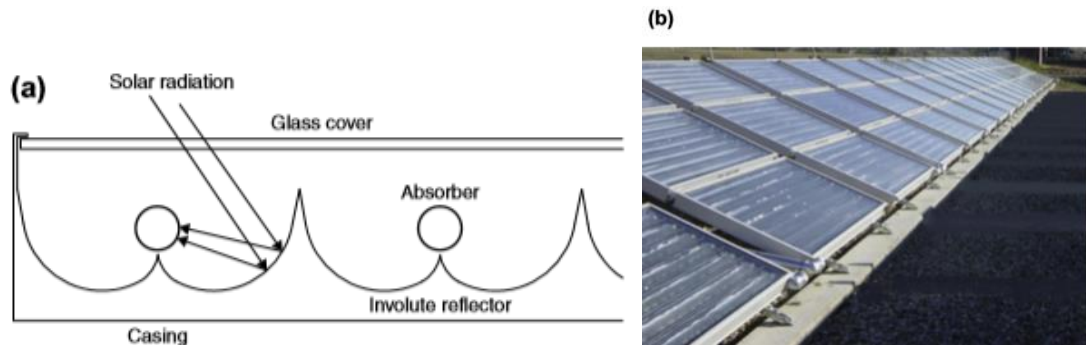 (a)
Solar radiation
Glass cover
Absorber
Involute reflector
Casing
(b)